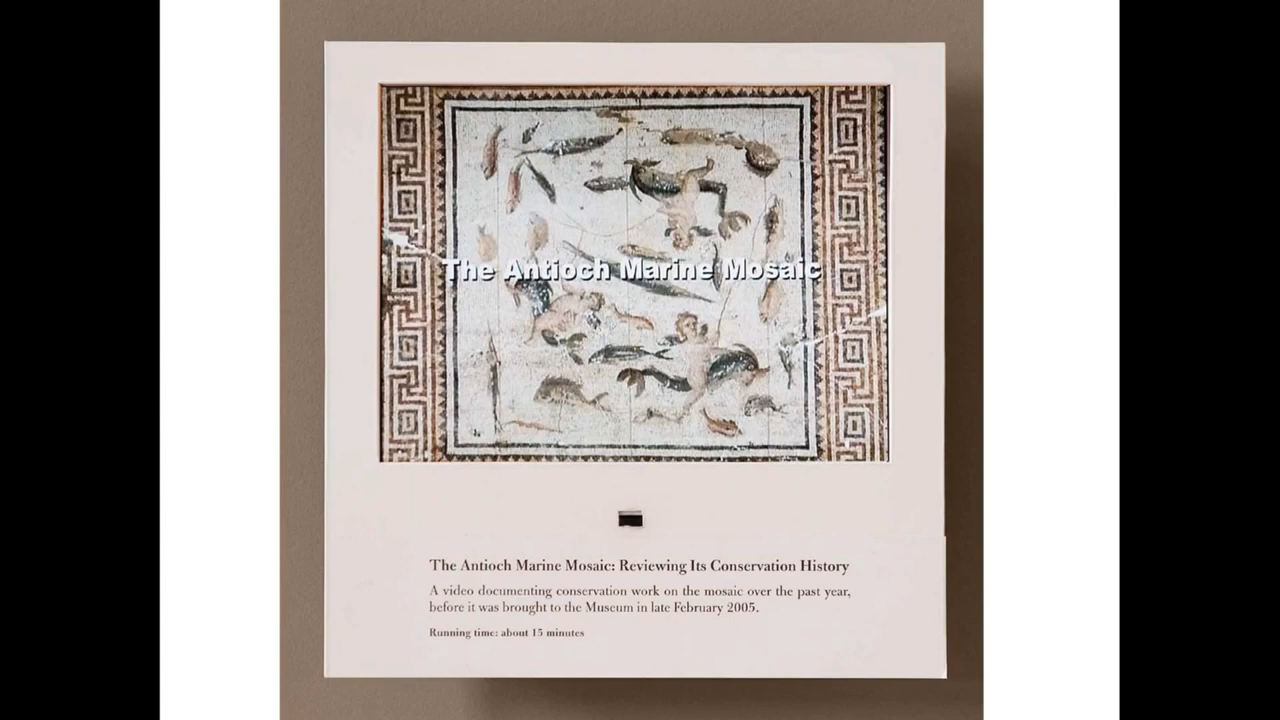 The Antioch Marine Mosaic
The Antioch Marine Mosaic: Reviewing Its Conservation History
A video documenting conservation work on the mosaic over the past year,
before it was brought to the Museum in late February 2005.
Running time: about 15 minutes